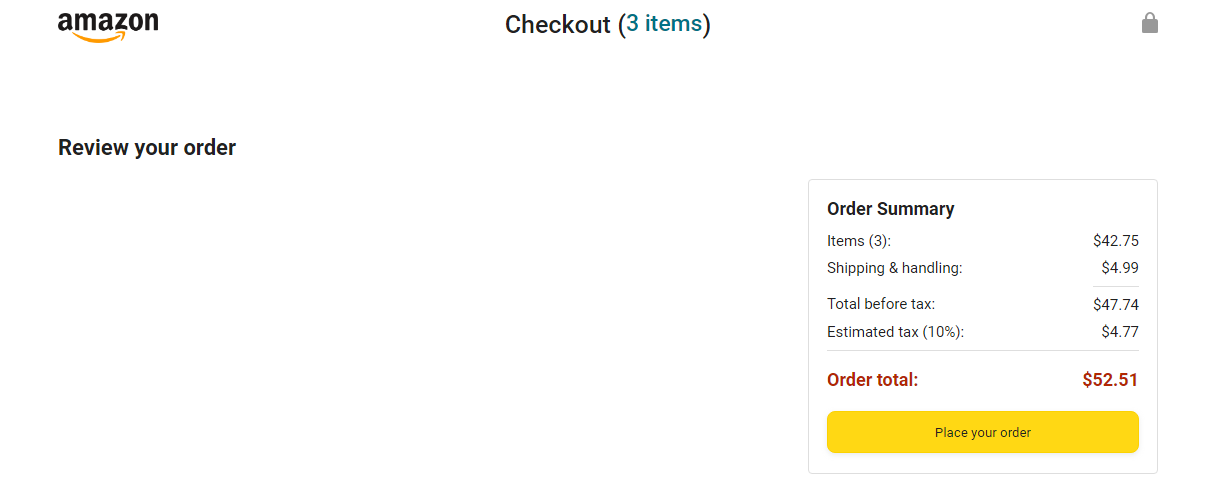 amazon
Checkout (3 items)
Review your order
Order Summary
Items (3): $42.75
Shipping & handling: $4.99
Total before tax: $47.74
Estimated tax (10%): $4.77
Order total: $52.51
Place your order